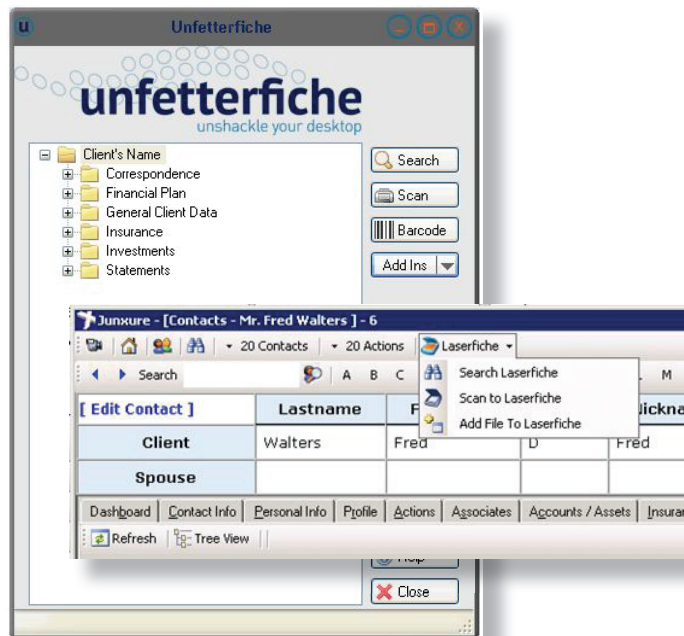 u Unfetterfiche
unfetterfiche
unshackle your desktop
Client's Name
Correspondence
Financial Plan
General Client Data
Insurance
Investments
Statements
Search
Scan
Barcode
Add Ins
Junxure - [Contacts - Mr. Fred Walters ] - 6
20 Contacts 20 Actions Laserfiche
Search A B C M
Search Laserfiche
Scan to Laserfiche
Add File To Laserfiche
[ Edit Contact ] Lastname F
Client Walters Fred D Fred
Spouse
Dashboard Contact Info Personal Info Profile Actions Associates Accounts / Assets
Refresh Tree View
Help
Close